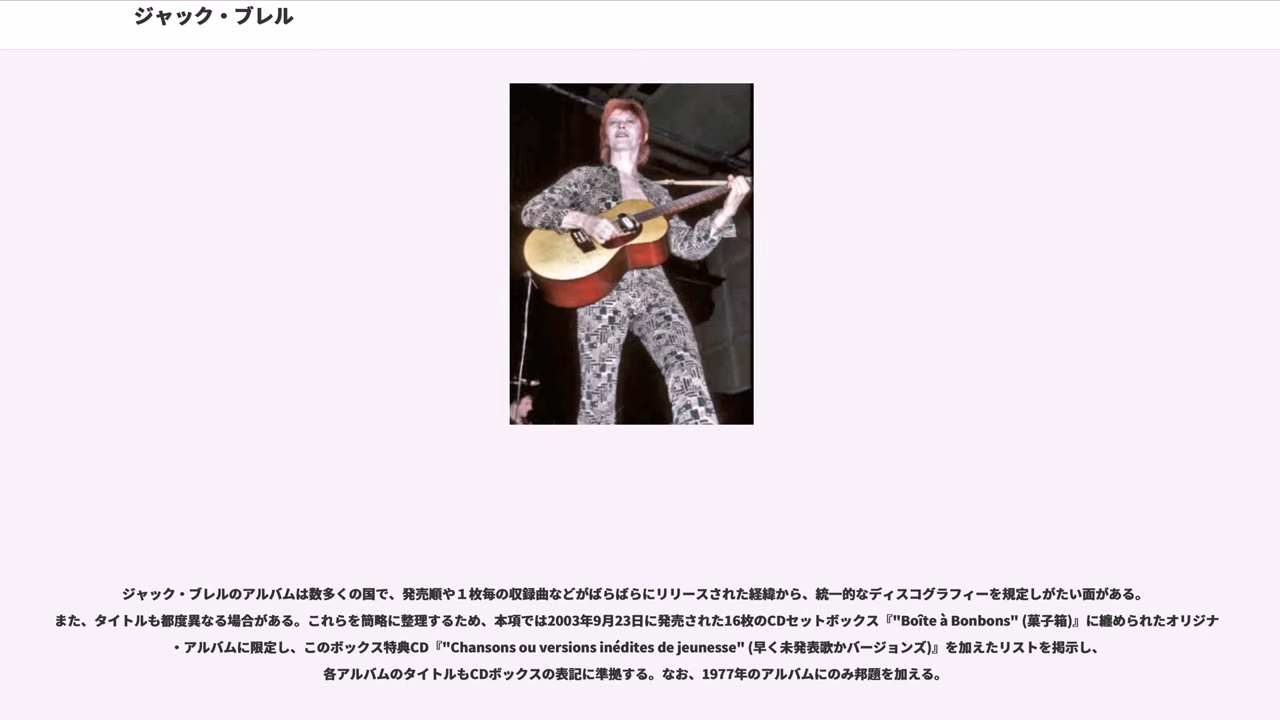 ジャック・ブレル
ジャック・ブレルのアルバムは数多くの国で、発売順や１枚毎の収録曲などがばらばらにリリースされた経緯から、統一的なディスコグラフィーを規定しがたい面がある。
また、タイトルも都度異なる場合がある。これらを簡略に整理するため、本項では2003年9月23日に発売された16枚のCDセットボックス『"Boîte à Bonbons" (菓子箱)』に纏められたオリジナ
・アルバムに限定し、このボックス特典CD『"Chansons ou versions inédites de jeunesse" (早く未発表歌かバージョンズ)』を加えたリストを掲示し、
各アルバムのタイトルもCDボックスの表記に準拠する。なお、1977年のアルバムにのみ邦題を加える。